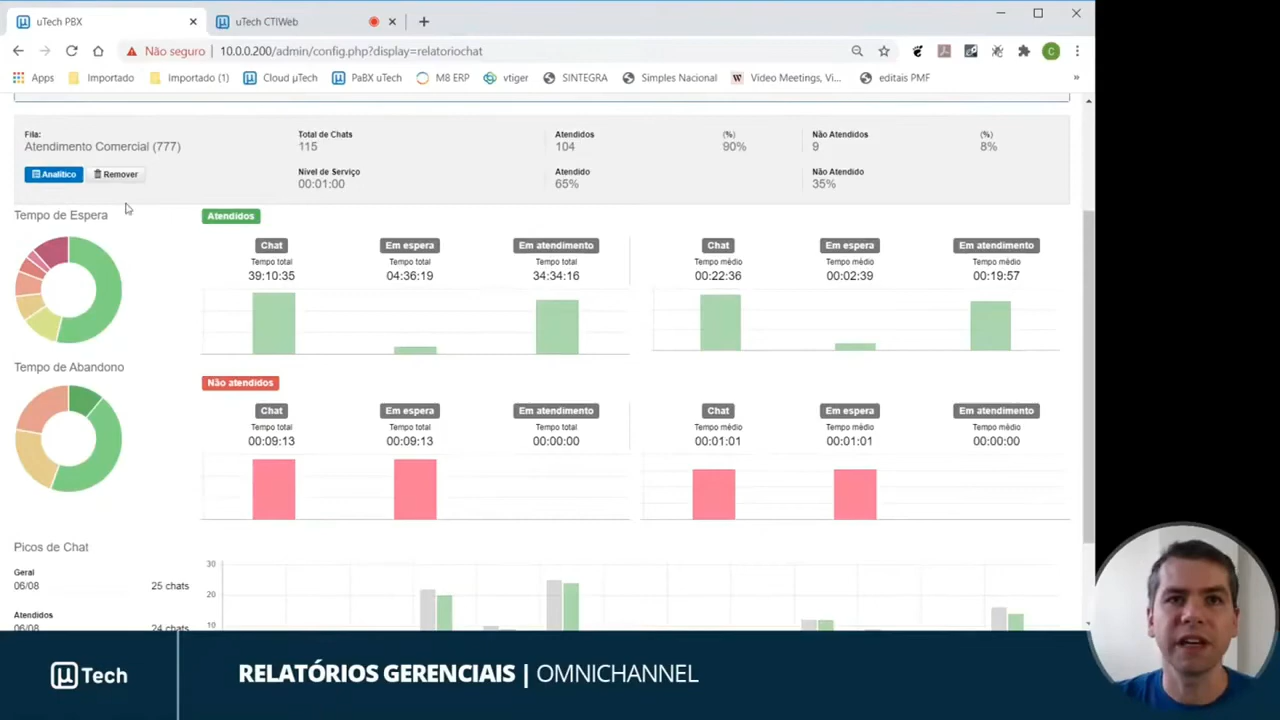 uTech PBX
uTech CTIWeb
Não seguro
10.0.0.200/admin/config.php?display=relatoriochat
C
Apps
Importado
Importado (1)
Cloud µTech
PaBX uTech
M8 ERP
vtiger
SINTEGRA
Simples Nacional
Video Meetings, Vi...
editais PMF
»
Fila:
Atendimento Comercial (777)
Total de Chats
115
Atendidos
104
(%)
90%
Não Atendidos
9
(%)
8%
Analítico
Remover
Nível de Serviço
00:01:00
Atendido
65%
Não Atendido
35%
Tempo de Espera
Atendidos
Chat
Tempo total
39:10:35
Em espera
Tempo total
04:36:19
Em atendimento
Tempo total
34:34:16
Chat
Tempo médio
00:22:36
Em espera
Tempo médio
00:02:39
Em atendimento
Tempo médio
00:19:57
Tempo de Abandono
Não atendidos
Chat
Tempo total
00:09:13
Em espera
Tempo total
00:09:13
Em atendimento
Tempo total
00:00:00
Chat
Tempo médio
00:01:01
Em espera
Tempo médio
00:01:01
Em atendimento
Tempo médio
00:00:00
Picos de Chat
Geral
06/08
25 chats
Atendidos
06/08
24 chats
30
20
10
µTech
RELATÓRIOS GERENCIAIS | OMNICHANNEL